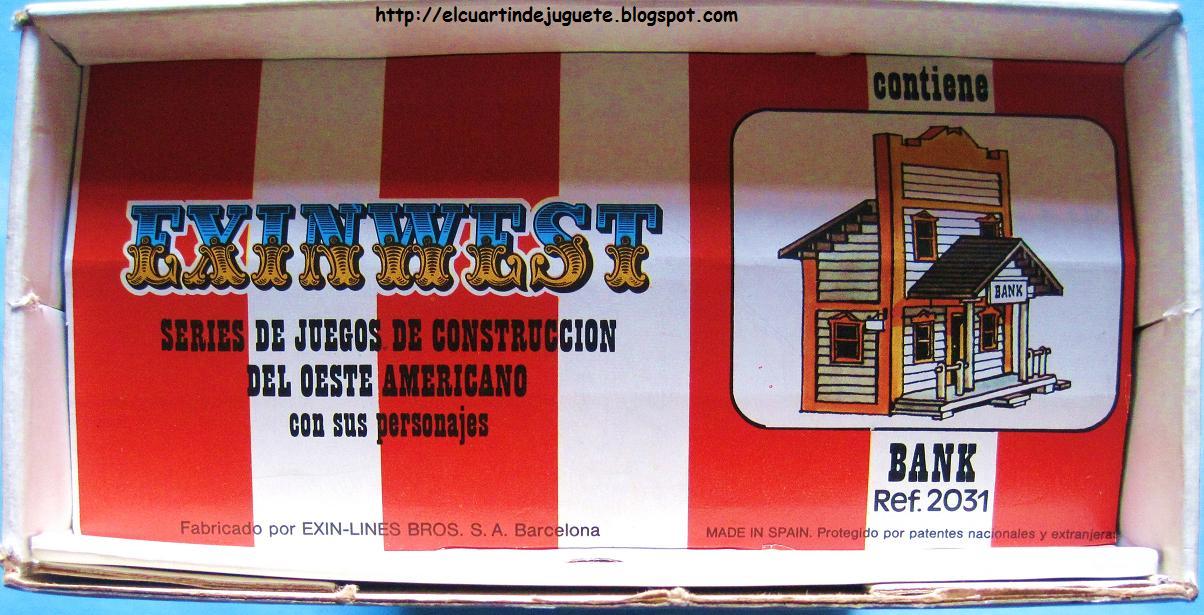 http://elcuartindejuguete.blogspot.com
EXINWEST
SERIES DE JUEGOS DE CONSTRUCCION
DEL OESTE AMERICANO
con sus personajes
Fabricado por EXIN-LINES BROS. S. A. Barcelona
contiene
BANK
BANK
Ref. 2031
MADE IN SPAIN. Protegido por patentes nacionales y extranjeras